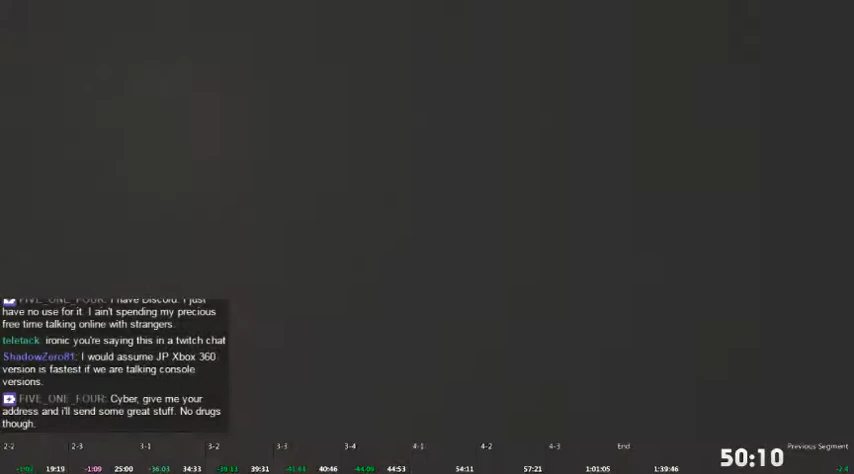 FIVE_ONE_FOUR: I have Discord. I just
have no use for it. I ain't spending my precious
free time talking online with strangers.
teletack: ironic you're saying this in a twitch chat
ShadowZero81: I would assume JP Xbox 360
version is fastest if we are talking console
versions.
FIVE_ONE_FOUR: Cyber, give me your
address and i'll send some great stuff. No drugs
though.
2-2 2-3 3-1 3-2 3-3 3-4 4-1 4-2 4-3 End
50:10
Previous Segment
19:19 -1:09 25:00 34:33 39:31 40:46 44:53 54:11 57:21 1:01:05 1:39:46